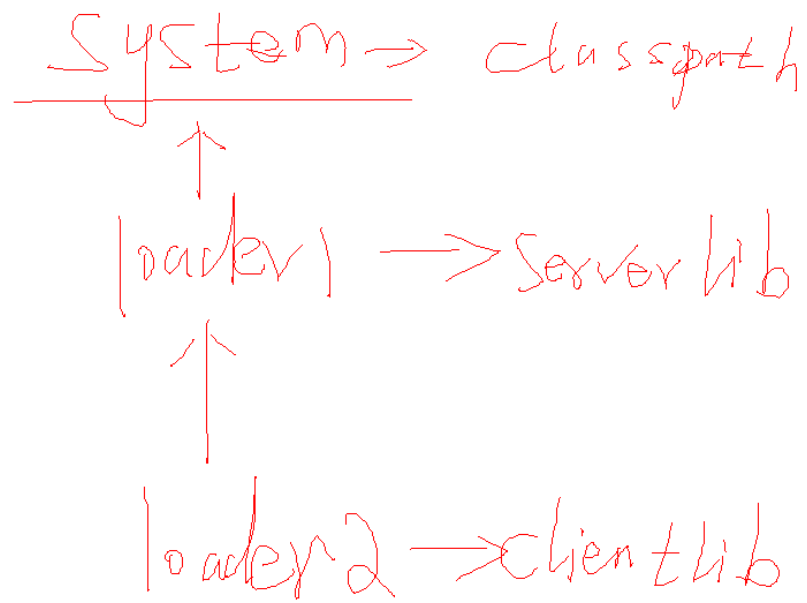 System → classpath
loader1 → server lib
loader2 → client lib